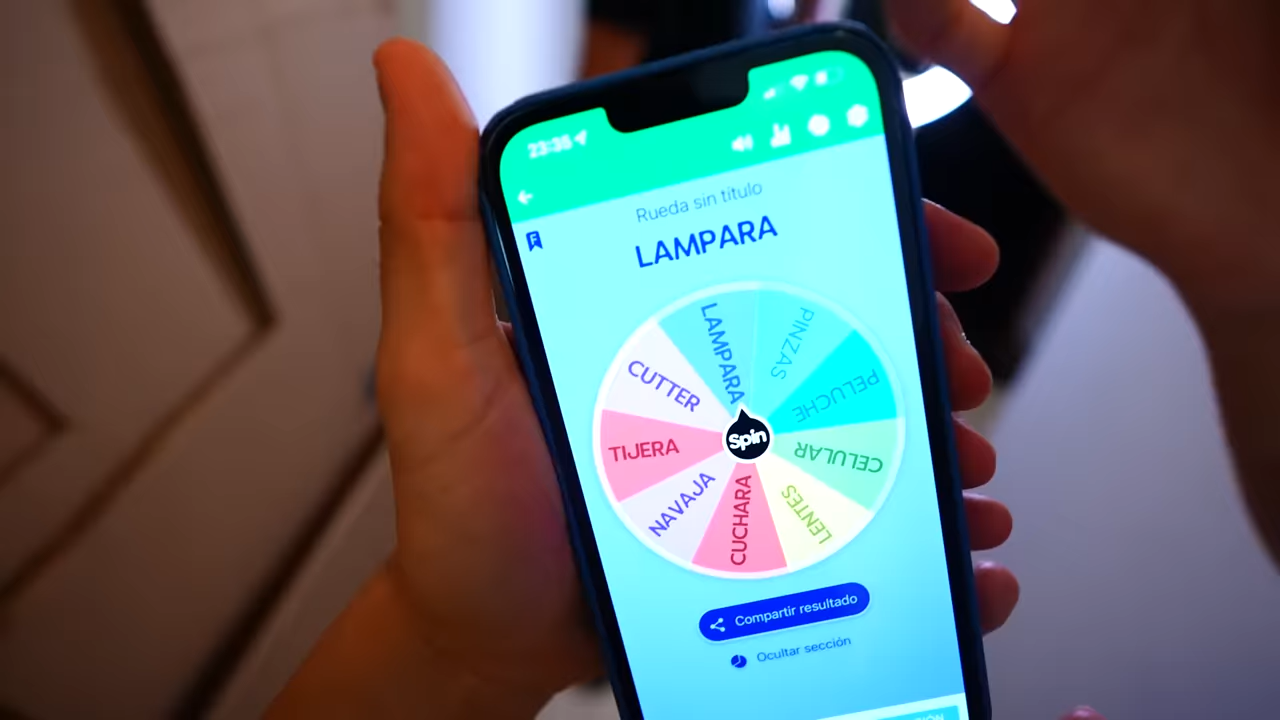 23:35
Rueda sin título
LAMPARA
LAMPARA
PINZAS
PELUCHE
CELULAR
LENTES
CUCHARA
NAVAJA
TIJERA
CUTTER
Spin
Compartir resultado
Ocultar sección